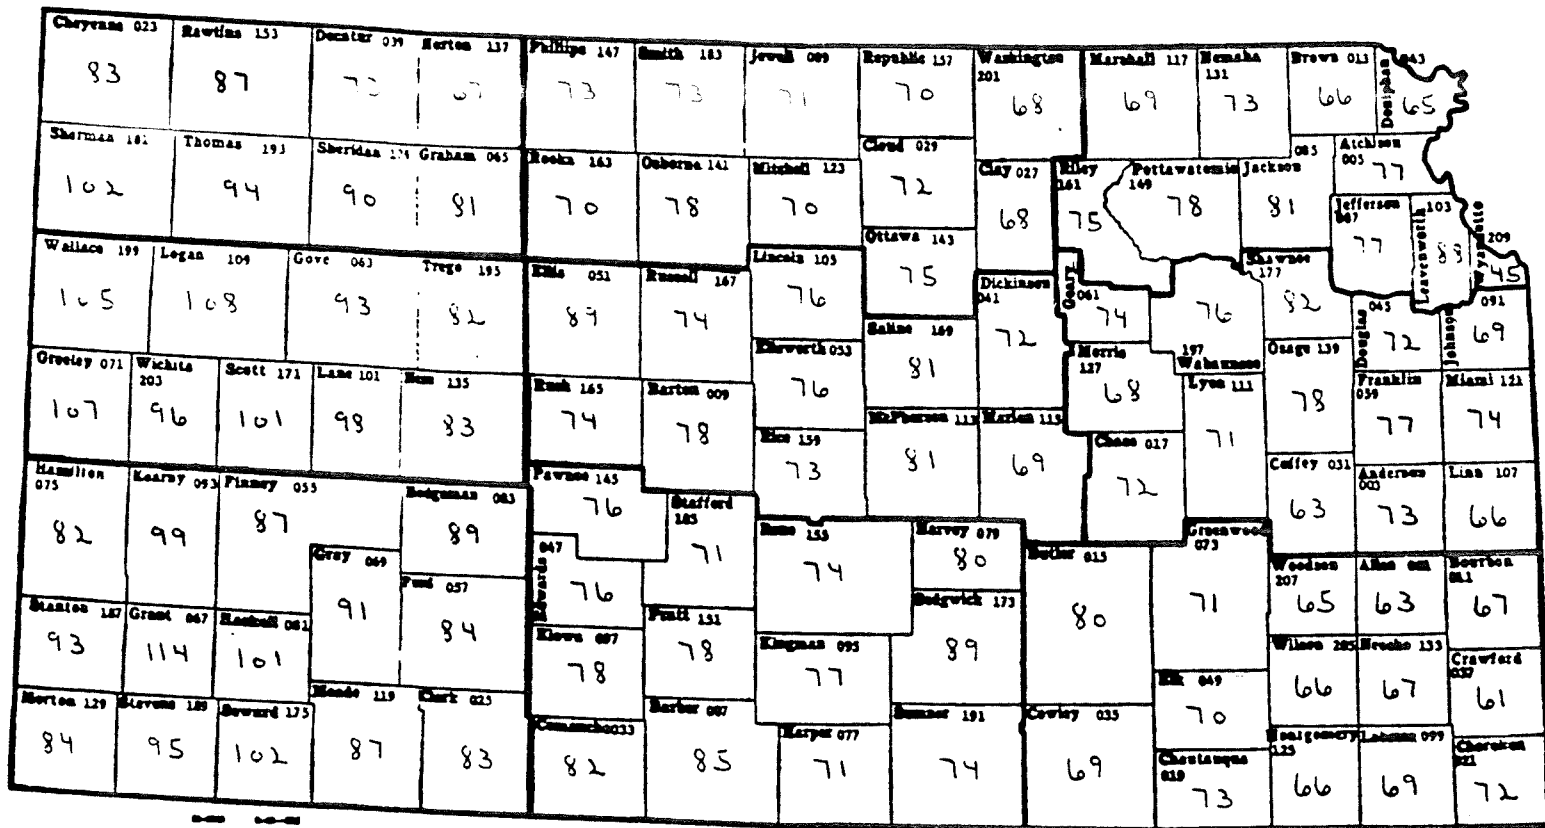 Cheyenne 023
83
Rawlins 153
87
Decatur 039
Norton 137
67
Phillips 147
73
Smith 183
73
Jewell 089
71
Republic 157
70
Washington
201
68
Marshall 117
69
Nemaha
131
73
Brown 013
66
Doniphan
043
65
Sherman 181
102
Thomas 193
94
Sheridan
90
Graham 065
81
Rooks 163
70
Osborne 141
78
Mitchell 123
70
Cloud 029
72
Clay 027
68
Riley
161
75
Pottawatomie
149
78
Jackson
085
81
Atchison
005
77
Jefferson
087
77
Leavenworth
103
88
Wyandotte
209
45
Wallace 199
105
Logan 109
108
Gove 063
93
Trego 195
82
Ellis 051
89
Russell 167
74
Lincoln 105
76
Ottawa 143
75
Dickinson
041
72
Geary
061
74
197
Wabaunsee
76
Shawnee
177
82
Douglas
045
72
Johnson
091
69
Greeley 071
107
Wichita
203
96
Scott 171
101
Lane 101
98
Ness 135
83
Rush 165
74
Barton 009
78
Ellsworth 053
76
Saline 169
81
Morris
127
68
Lyon 111
71
Osage 139
78
Franklin
059
77
Miami 121
74
Rice 159
73
McPherson 113
81
Marion 115
69
Chase 017
72
Coffey 031
63
Anderson
003
73
Linn 107
66
Hamilton
075
82
Kearny 093
99
Finney 055
87
Hodgeman 083
89
Pawnee 145
76
Stafford
185
71
Reno 155
74
Harvey 079
80
Butler 015
80
Greenwood
073
71
Woodson
207
65
Allen 001
63
Bourbon
011
67
Gray 069
91
Ford 057
84
Edwards
047
76
Stanton 187
93
Grant 067
114
Haskell 081
101
Kiowa 097
78
Pratt 151
78
Kingman 095
77
Sedgwick 173
89
Elk 049
70
Wilson 205
66
Neosho 133
67
Crawford
037
61
Morton 129
84
Stevens 189
95
Seward 175
102
Meade 119
87
Clark 025
83
Comanche 033
82
Barber 007
85
Harper 077
71
Sumner 191
74
Cowley 035
69
Chautauqua
019
73
Montgomery
125
66
Labette 099
69
Cherokee
021
72